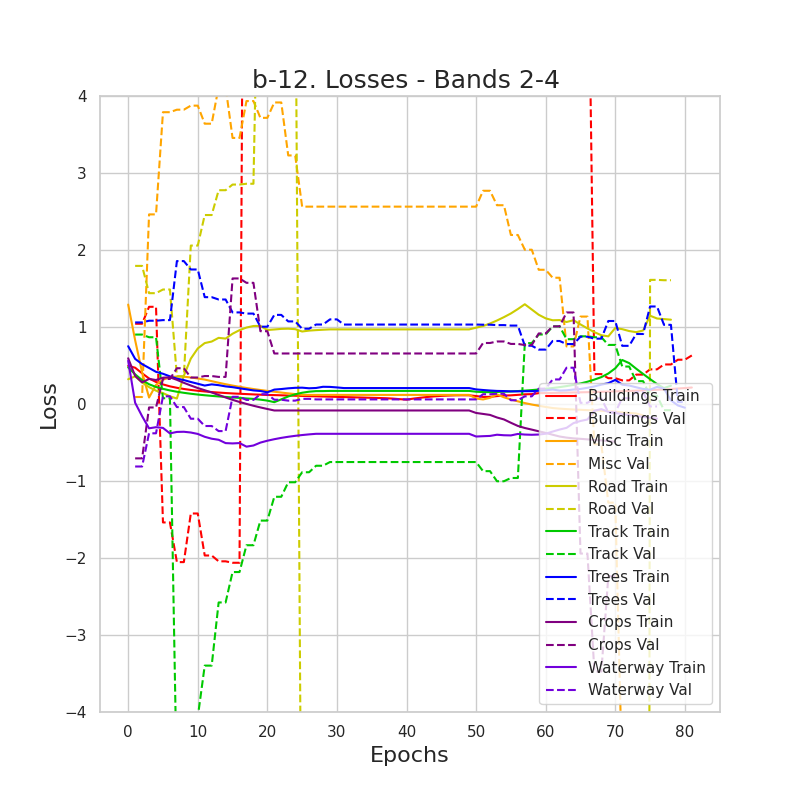 b-12. Losses - Bands 2-4
Loss
4
3
2
1
0
−1
−2
−3
−4
0 10 20 30 40 50 60 70 80
Epochs
Buildings Train
Buildings Val
Misc Train
Misc Val
Road Train
Road Val
Track Train
Track Val
Trees Train
Trees Val
Crops Train
Crops Val
Waterway Train
Waterway Val